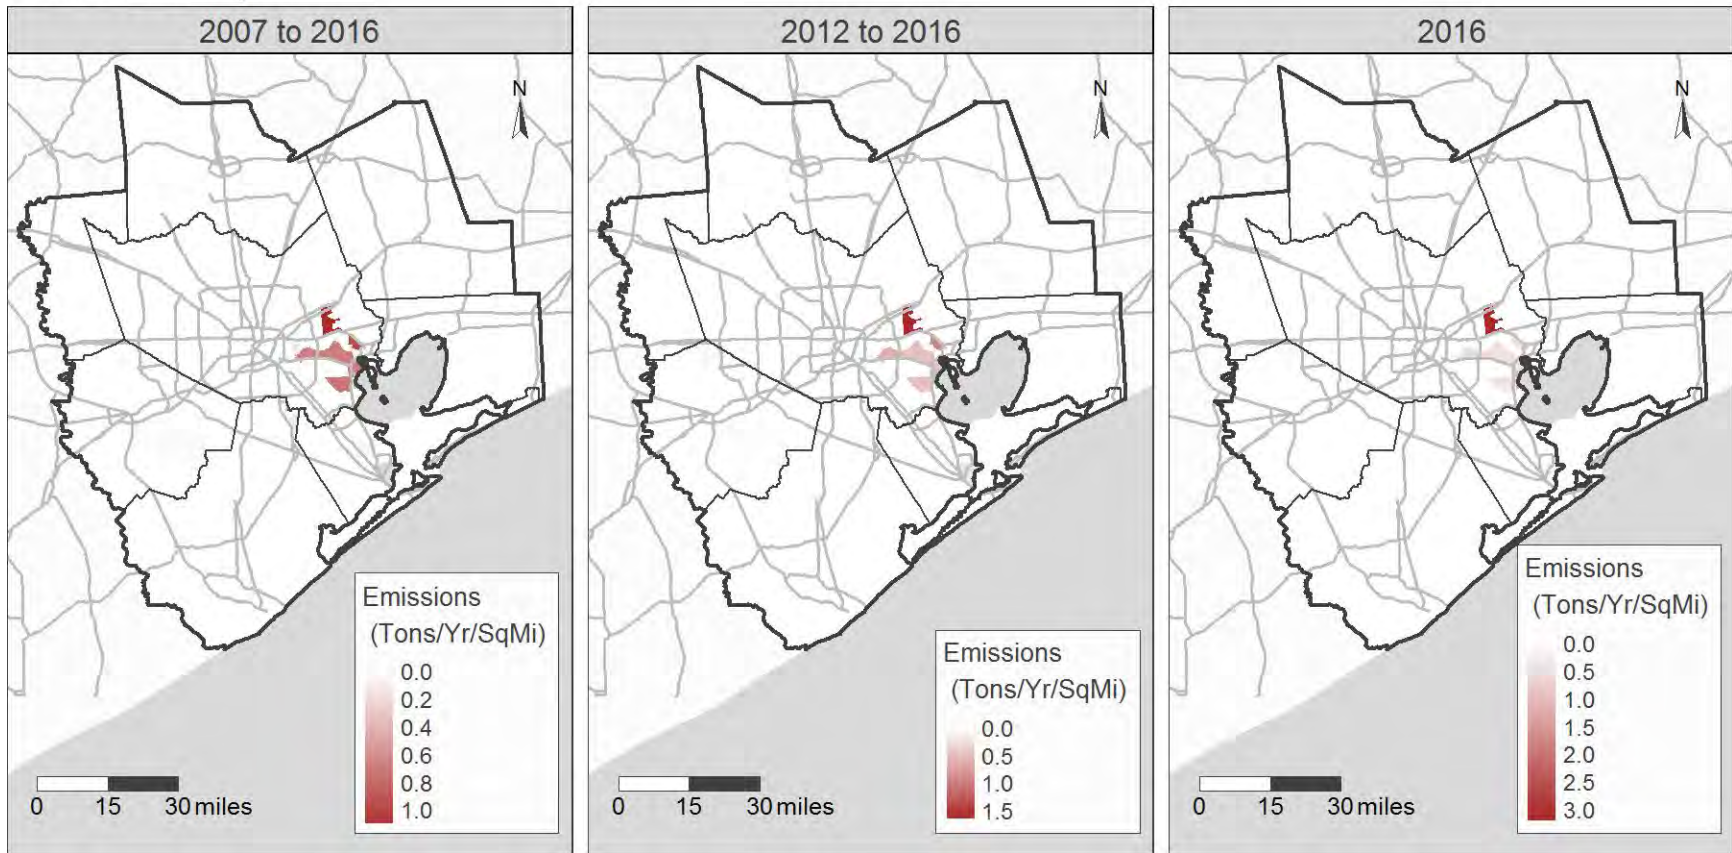 2007 to 2016
N
Emissions
(Tons/Yr/SqMi)
0.0
0.2
0.4
0.6
0.8
1.0
0 15 30 miles
2012 to 2016
N
Emissions
(Tons/Yr/SqMi)
0.0
0.5
1.0
1.5
0 15 30 miles
2016
N
Emissions
(Tons/Yr/SqMi)
0.0
0.5
1.0
1.5
2.0
2.5
3.0
0 15 30 miles